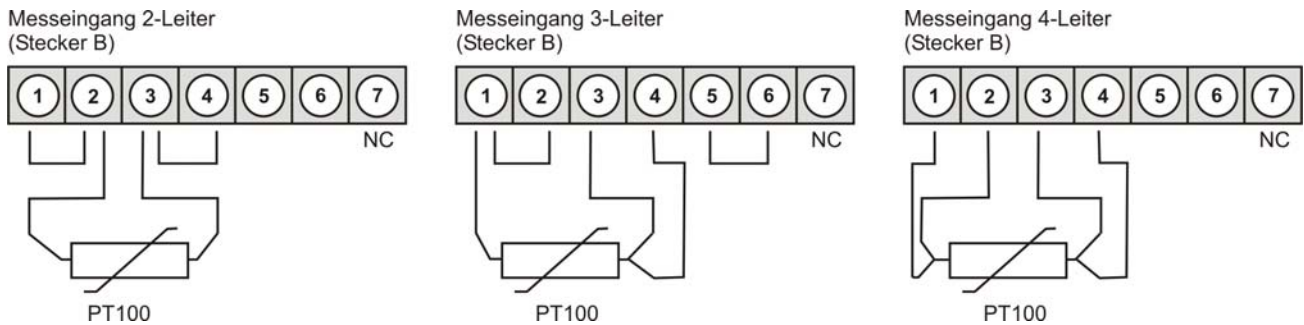 Messeingang 2-Leiter
(Stecker B)
1 2 3 4 5 6 7
NC
PT100
Messeingang 3-Leiter
(Stecker B)
1 2 3 4 5 6 7
NC
PT100
Messeingang 4-Leiter
(Stecker B)
1 2 3 4 5 6 7
NC
PT100